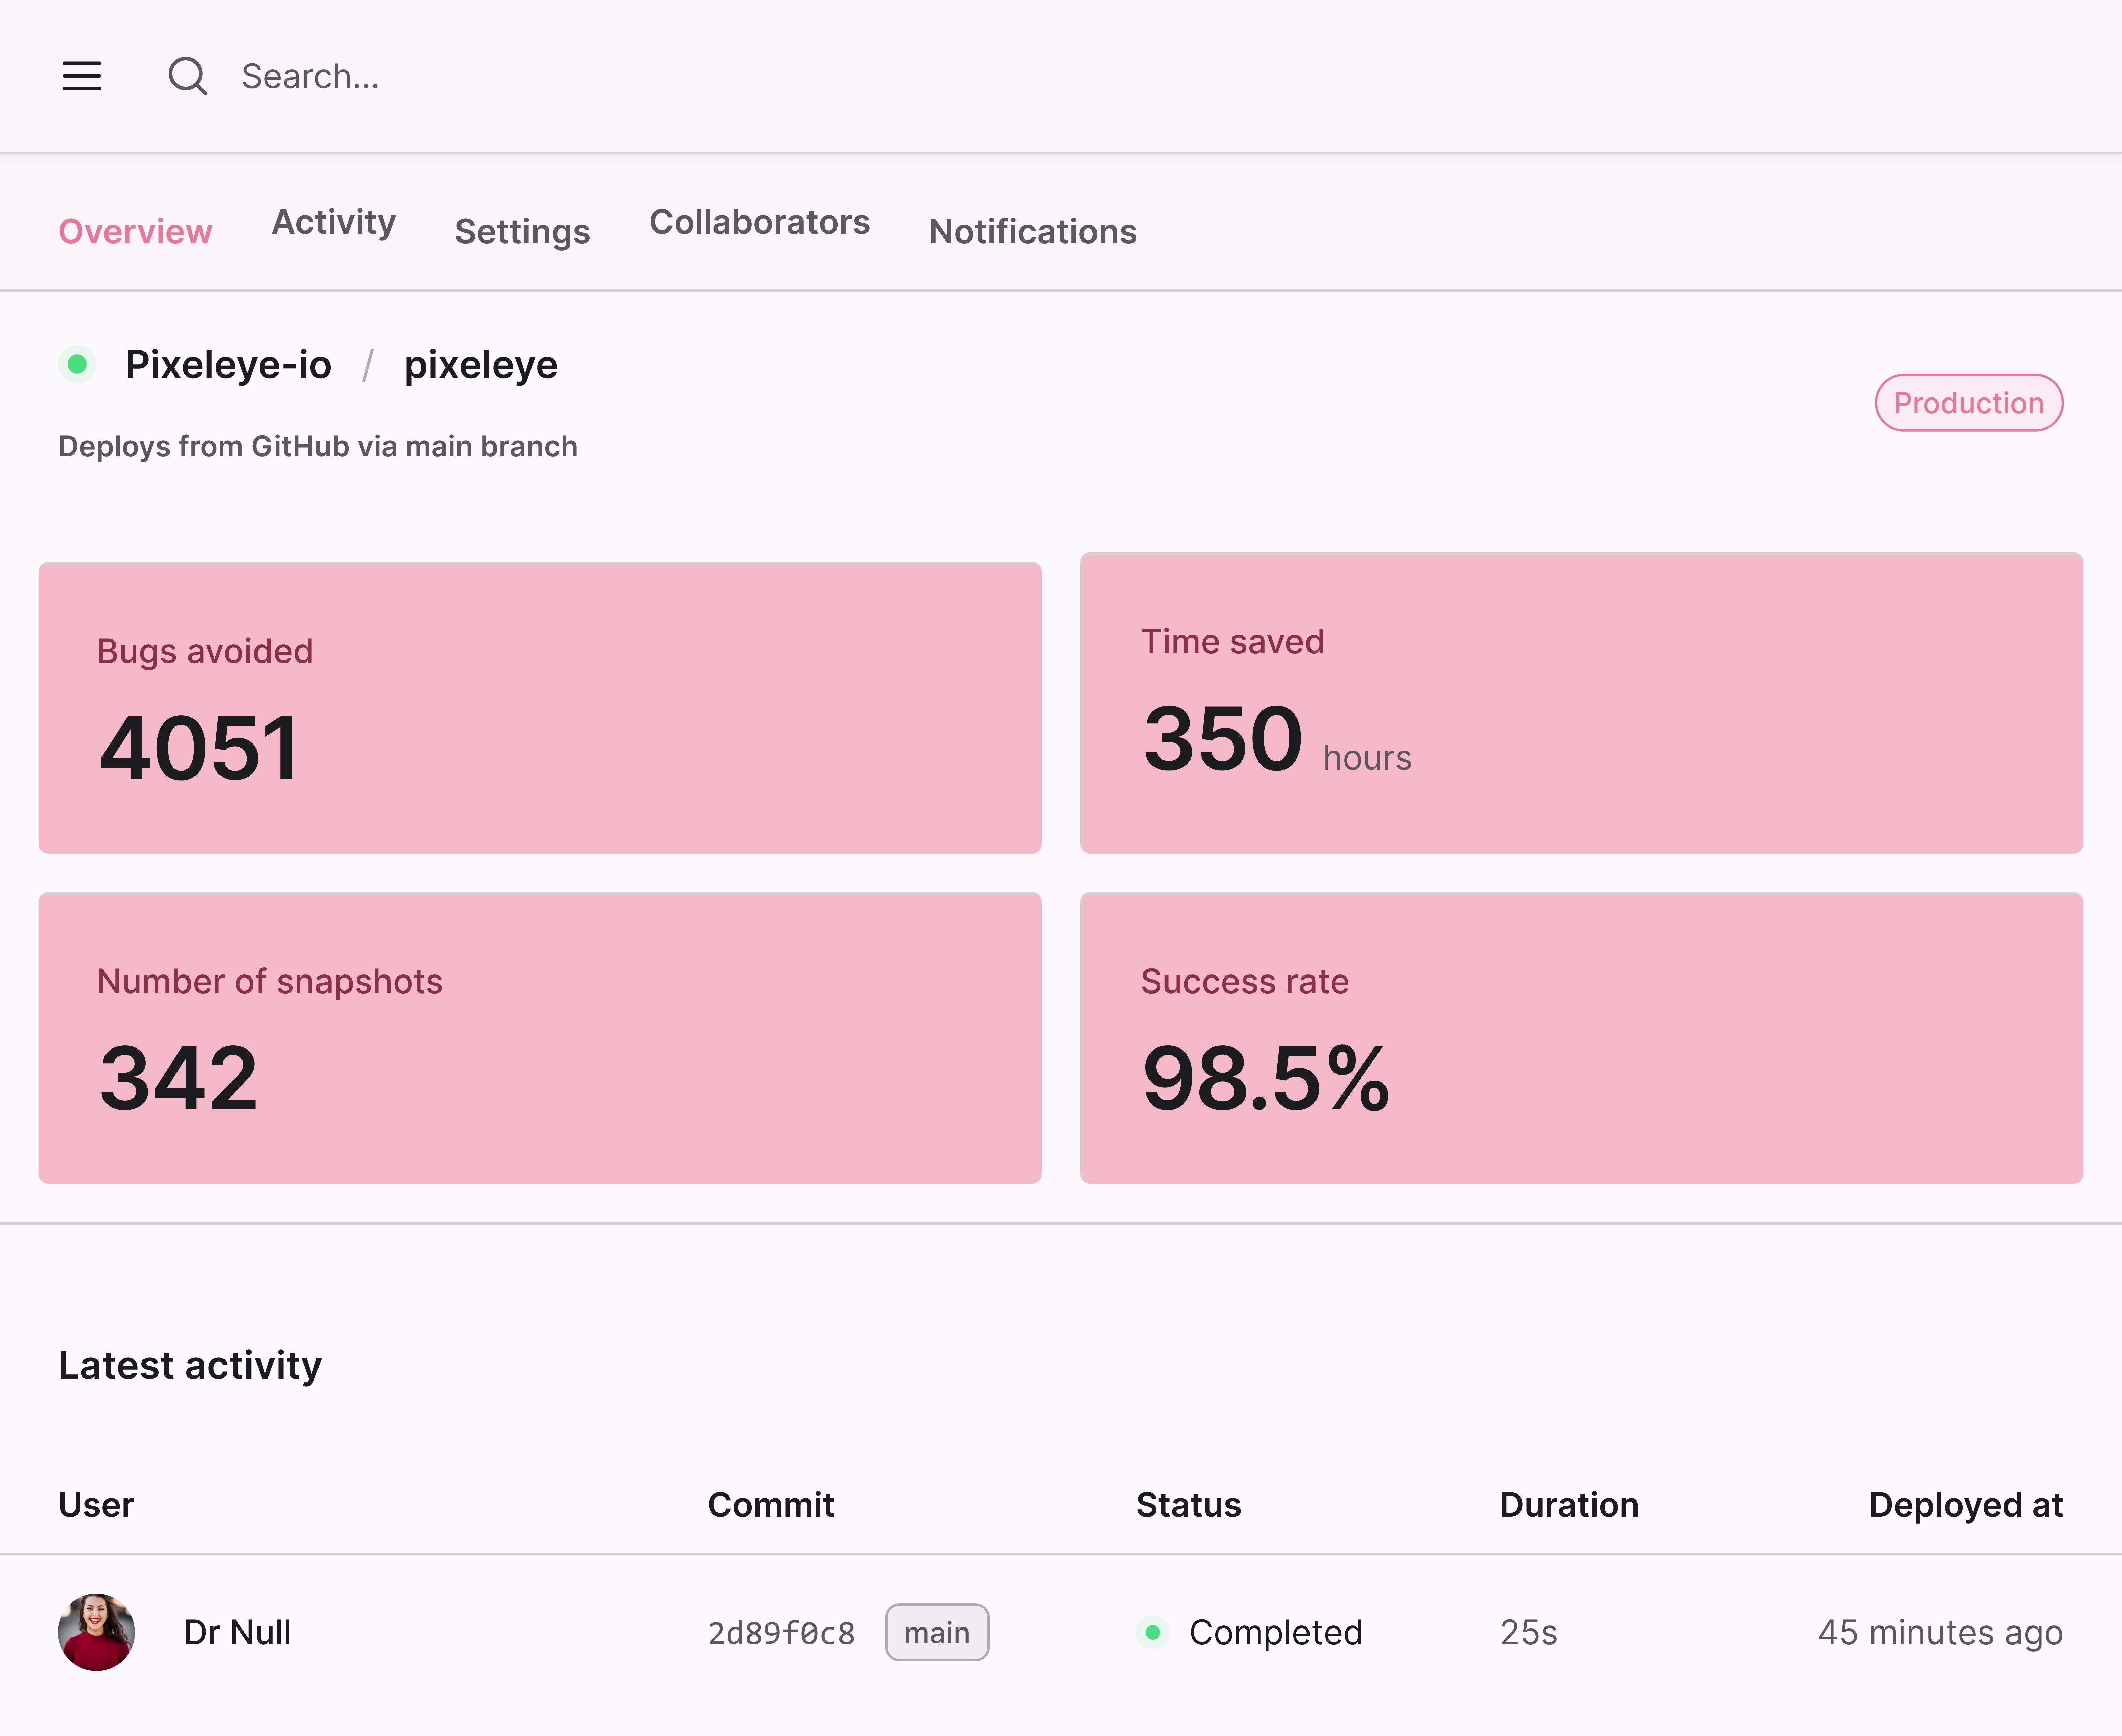 Search...
Overview Activity Settings Collaborators Notifications
Pixeleye-io / pixeleye
Production
Deploys from GitHub via main branch
Bugs avoided
4051
Time saved
350 hours
Number of snapshots
342
Success rate
98.5%
Latest activity
User Commit Status Duration Deployed at
Dr Null 2d89f0c8 main Completed 25s 45 minutes ago